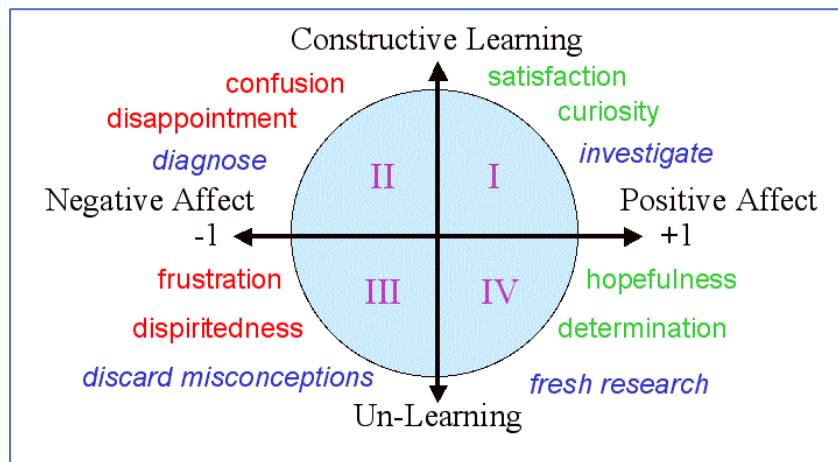 Constructive Learning
confusion
satisfaction
disappointment
curiosity
diagnose
investigate
II
I
Negative Affect
Positive Affect
-1
+1
frustration
hopefulness
III
IV
dispiritedness
determination
discard misconceptions
fresh research
Un-Learning